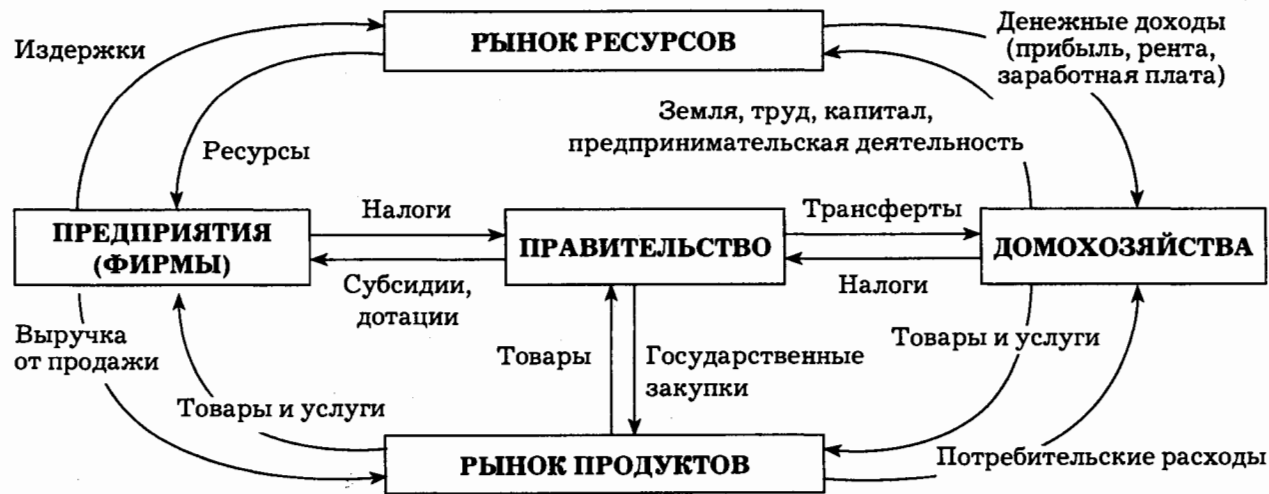 Издержки
РЫНОК РЕСУРСОВ
Денежные доходы
(прибыль, рента,
заработная плата)
Ресурсы
Земля, труд, капитал,
предпринимательская деятельность
ПРЕДПРИЯТИЯ
(ФИРМЫ)
Налоги
Субсидии,
дотации
ПРАВИТЕЛЬСТВО
Трансферты
Налоги
ДОМОХОЗЯЙСТВА
Выручка
от продажи
Товары и услуги
Товары
Государственные
закупки
Товары и услуги
РЫНОК ПРОДУКТОВ
Потребительские расходы